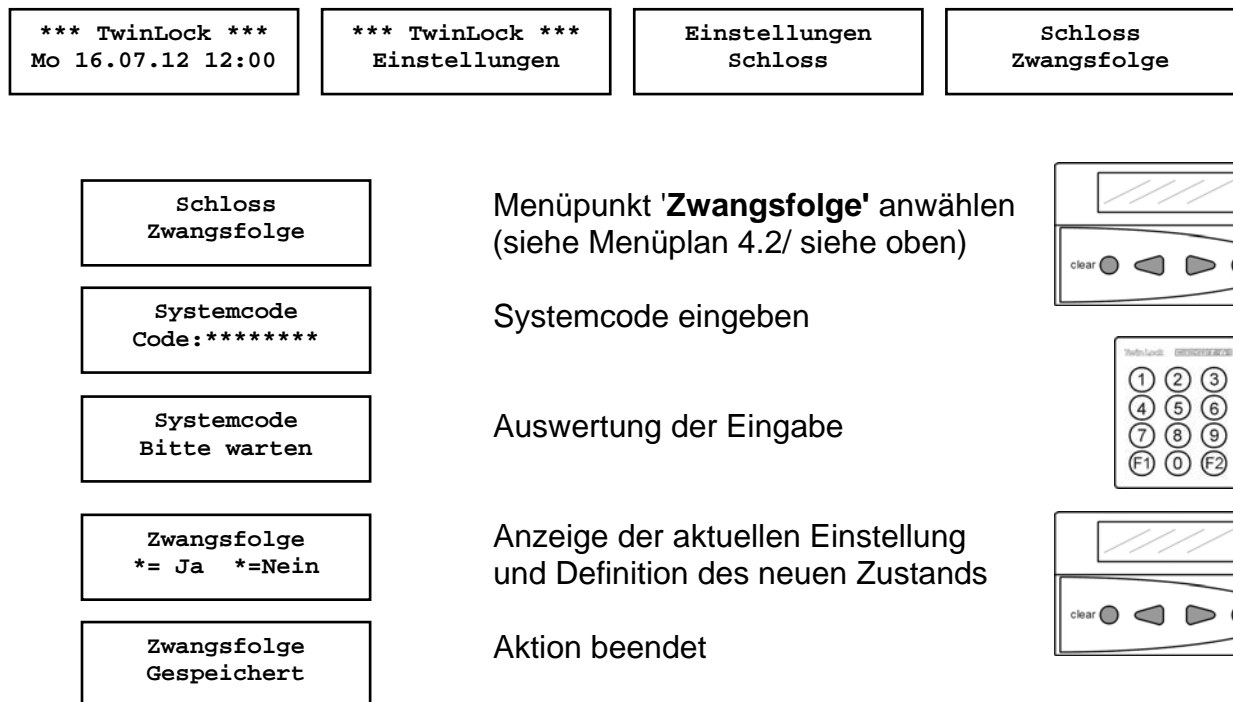 *** TwinLock ***
Mo 16.07.12 12:00
*** TwinLock ***
Einstellungen
Einstellungen
Schloss
Schloss
Zwangsfolge
Schloss
Zwangsfolge
Menüpunkt 'Zwangsfolge' anwählen
(siehe Menüplan 4.2/ siehe oben)
clear
Systemcode
Code:********
Systemcode eingeben
TwinLock
1 2 3
4 5 6
7 8 9
F1 0 F2
Systemcode
Bitte warten
Auswertung der Eingabe
Zwangsfolge
*= Ja *=Nein
Anzeige der aktuellen Einstellung
und Definition des neuen Zustands
clear
Zwangsfolge
Gespeichert
Aktion beendet